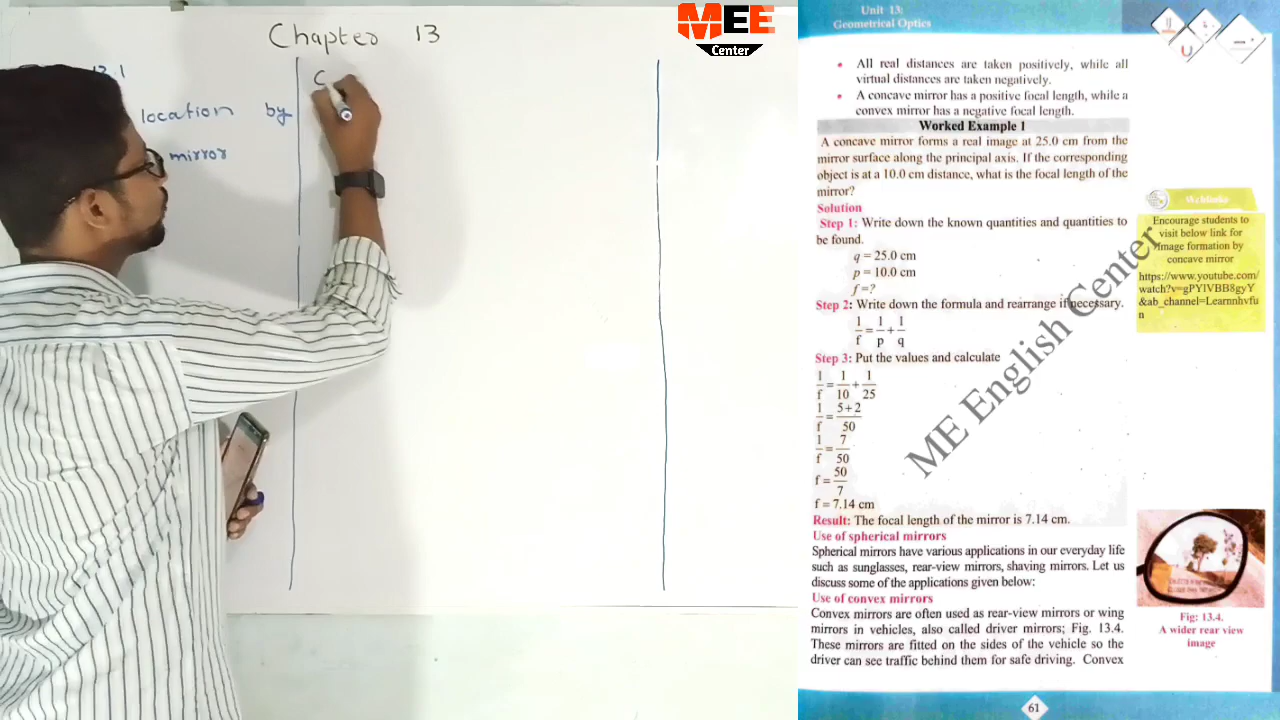 Chapter 13
13.1
location by
mirror
C
MEE
Center
Unit 13:
Geometrical Optics
• All real distances are taken positively, while all
virtual distances are taken negatively.
• A concave mirror has a positive focal length, while a
convex mirror has a negative focal length.
Worked Example 1
A concave mirror forms a real image at 25.0 cm from the
mirror surface along the principal axis. If the corresponding
object is at a 10.0 cm distance, what is the focal length of the
mirror?
Solution
Step 1: Write down the known quantities and quantities to
be found.
q = 25.0 cm
p = 10.0 cm
f =?
Step 2: Write down the formula and rearrange if necessary.
1/f = 1/p + 1/q
Step 3: Put the values and calculate
1/f = 1/10 + 1/25
1/f = 5+2/50
1/f = 7/50
f = 50/7
f = 7.14 cm
Result: The focal length of the mirror is 7.14 cm.
Use of spherical mirrors
Spherical mirrors have various applications in our everyday life
such as sunglasses, rear-view mirrors, shaving mirrors. Let us
discuss some of the applications given below:
Use of convex mirrors
Convex mirrors are often used as rear-view mirrors or wing
mirrors in vehicles, also called driver mirrors; Fig. 13.4.
These mirrors are fitted on the sides of the vehicle so the
driver can see traffic behind them for safe driving. Convex
ME English Center
Weblinks
Encourage students to
visit below link for
Image formation by
concave mirror
https://www.youtube.com/
watch?v=gPYlVBB8gyY
&ab_channel=Learnnhvfu
n
Fig: 13.4.
A wider rear view
image
61